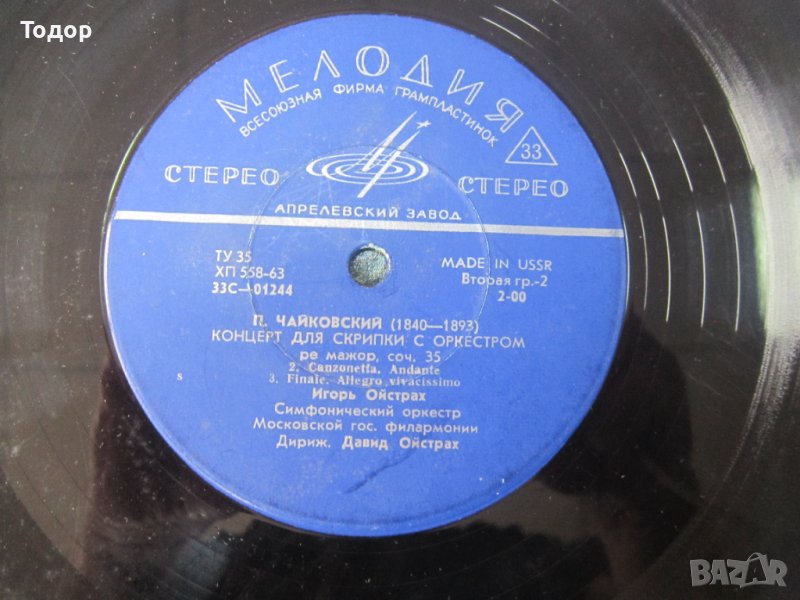 Тодор
МЕЛОДИЯ
ВСЕСОЮЗНАЯ ФИРМА ГРАМПЛАСТИНОК
33
СТЕРЕО СТЕРЕО
АПРЕЛЕВСКИЙ ЗАВОД
ТУ 35
ХП 558-63
33С—01244
MADE IN USSR
Вторая гр.-2
2-00
П. ЧАЙКОВСКИЙ (1840—1893)
КОНЦЕРТ ДЛЯ СКРИПКИ С ОРКЕСТРОМ
ре мажор, соч. 35
2. Canzonetta. Andante
3. Finale. Allegro vivacissimo
s
Игорь Ойстрах
Симфонический оркестр
Московской гос. филармонии
Дириж. Давид Ойстрах
BAZAR